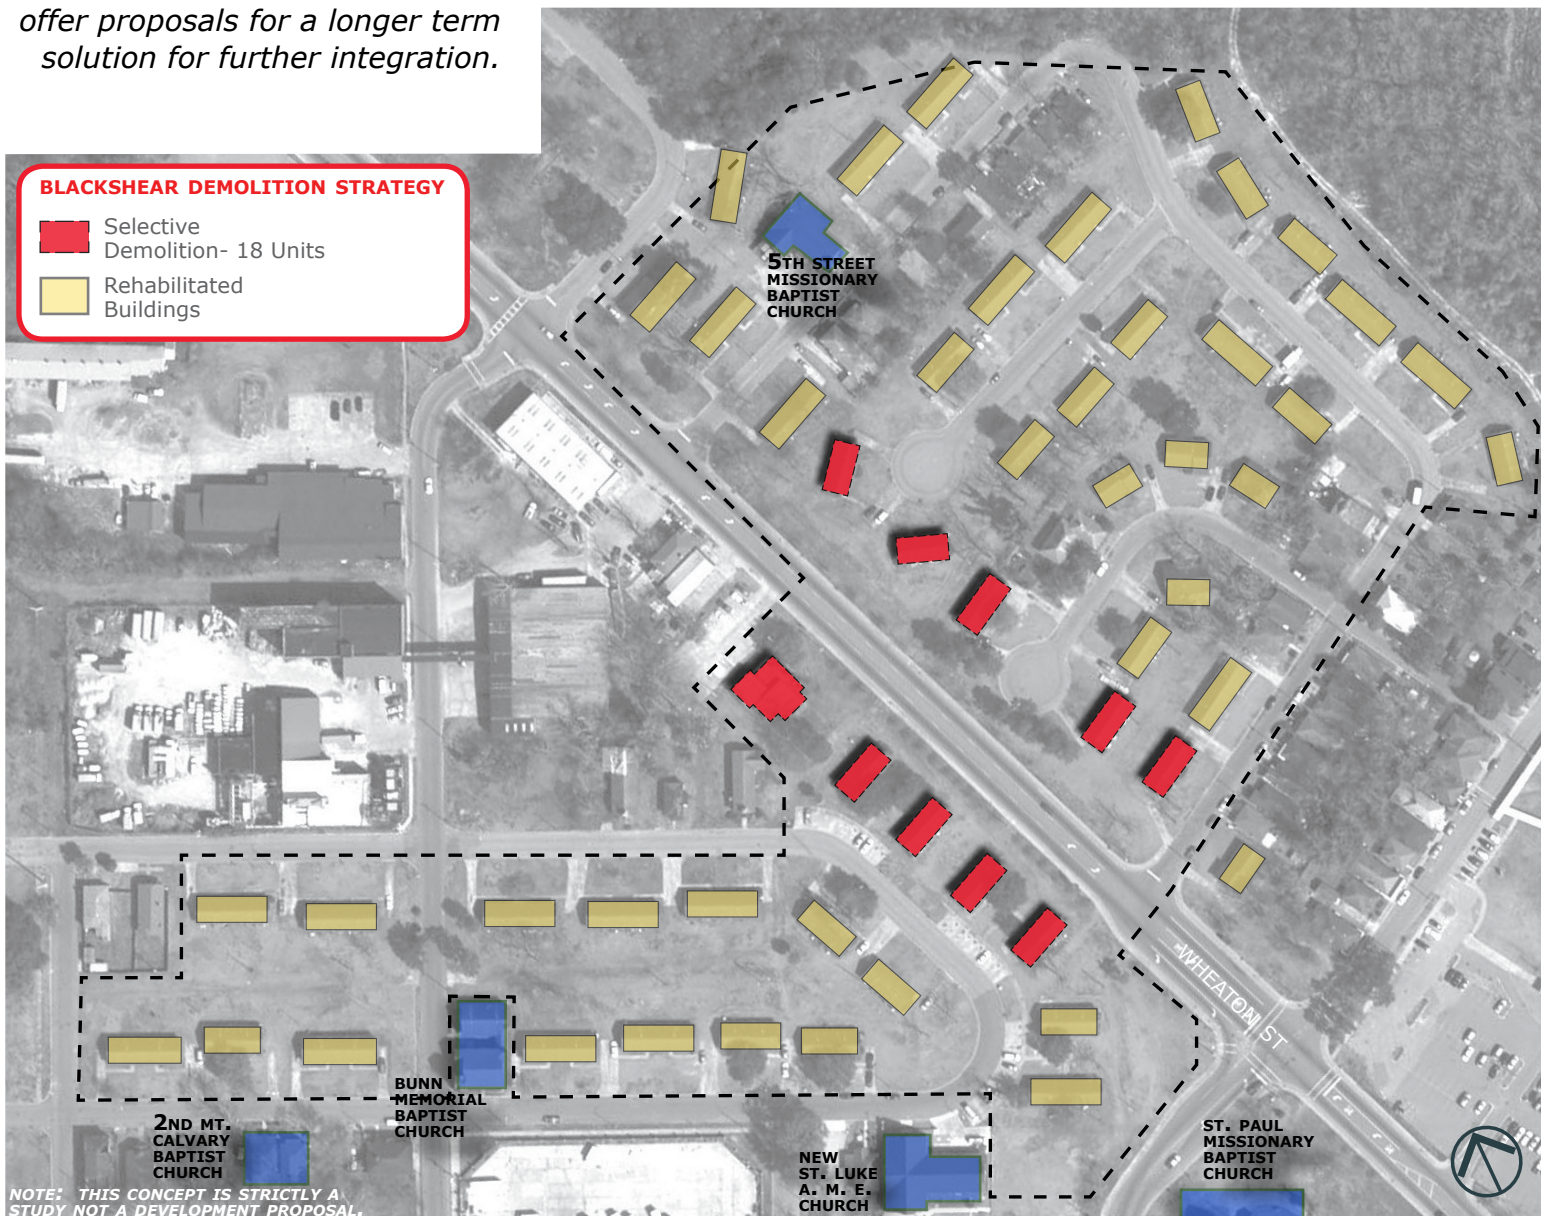 offer proposals for a longer term
solution for further integration.
BLACKSHEAR DEMOLITION STRATEGY
Selective
Demolition- 18 Units
Rehabilitated
Buildings
5TH STREET
MISSIONARY
BAPTIST
CHURCH
WHEATON ST
BUNN
MEMORIAL
BAPTIST
CHURCH
2ND MT.
CALVARY
BAPTIST
CHURCH
NEW
ST. LUKE
A. M. E.
CHURCH
ST. PAUL
MISSIONARY
BAPTIST
CHURCH
NOTE: THIS CONCEPT IS STRICTLY A
STUDY NOT A DEVELOPMENT PROPOSAL.